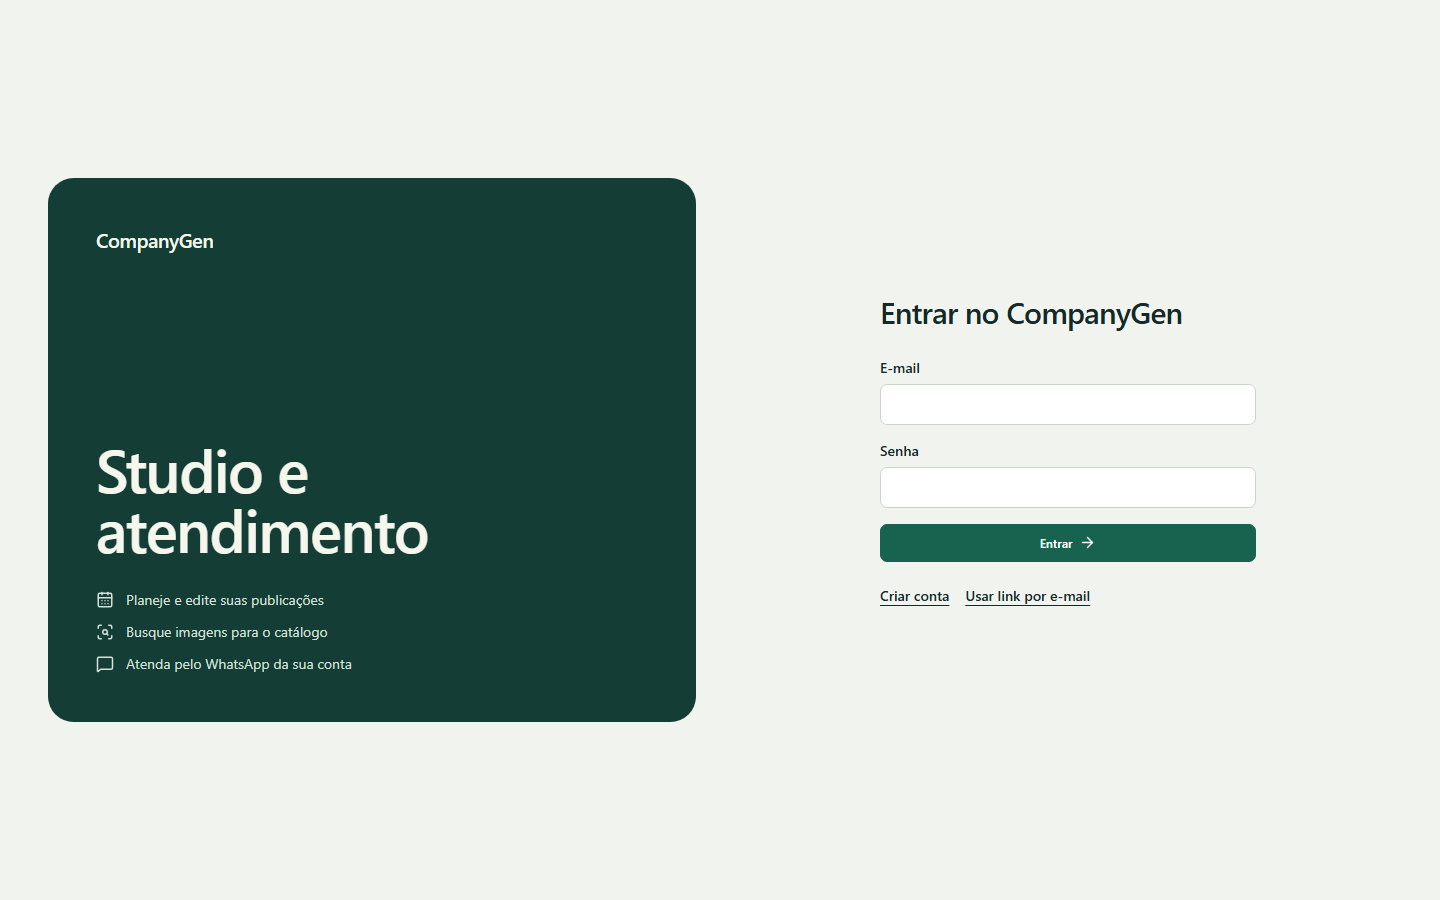 CompanyGen
Studio e
atendimento
Planeje e edite suas publicações
Busque imagens para o catálogo
Atenda pelo WhatsApp da sua conta
Entrar no CompanyGen
E-mail
Senha
Entrar
Criar conta Usar link por e-mail